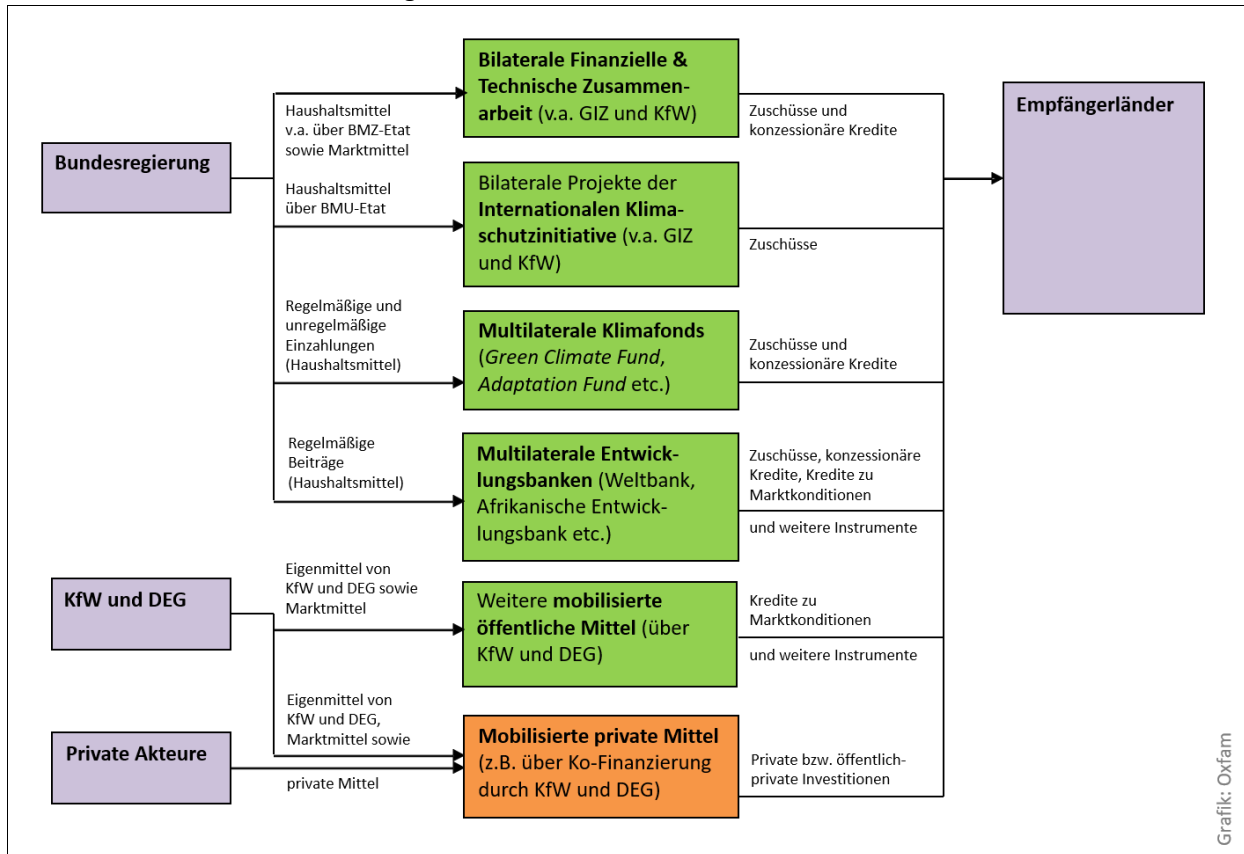 Bilaterale Finanzielle &
Technische Zusammen-
arbeit (v.a. GIZ und KfW)
Empfängerländer
Haushaltsmittel
v.a. über BMZ-Etat
sowie Marktmittel
Zuschüsse und
konzessionäre Kredite
Bundesregierung
Haushaltsmittel
über BMU-Etat
Bilaterale Projekte der
Internationalen Klima-
schutzinitiative (v.a. GIZ
und KfW)
Zuschüsse
Regelmäßige und
unregelmäßige
Einzahlungen
(Haushaltsmittel)
Multilaterale Klimafonds
(Green Climate Fund,
Adaptation Fund etc.)
Zuschüsse und
konzessionäre Kredite
Regelmäßige
Beiträge
(Haushaltsmittel)
Multilaterale Entwick-
lungsbanken (Weltbank,
Afrikanische Entwick-
lungsbank etc.)
Zuschüsse, konzessionäre
Kredite, Kredite zu
Marktkonditionen
und weitere Instrumente
KfW und DEG
Eigenmittel von
KfW und DEG sowie
Marktmittel
Weitere mobilisierte
öffentliche Mittel (über
KfW und DEG)
Kredite zu
Marktkonditionen
und weitere Instrumente
Eigenmittel von
KfW und DEG,
Marktmittel sowie
Private Akteure
private Mittel
Mobilisierte private Mittel
(z.B. über Ko-Finanzierung
durch KfW und DEG)
Private bzw. öffentlich-
private Investitionen
Grafik: Oxfam